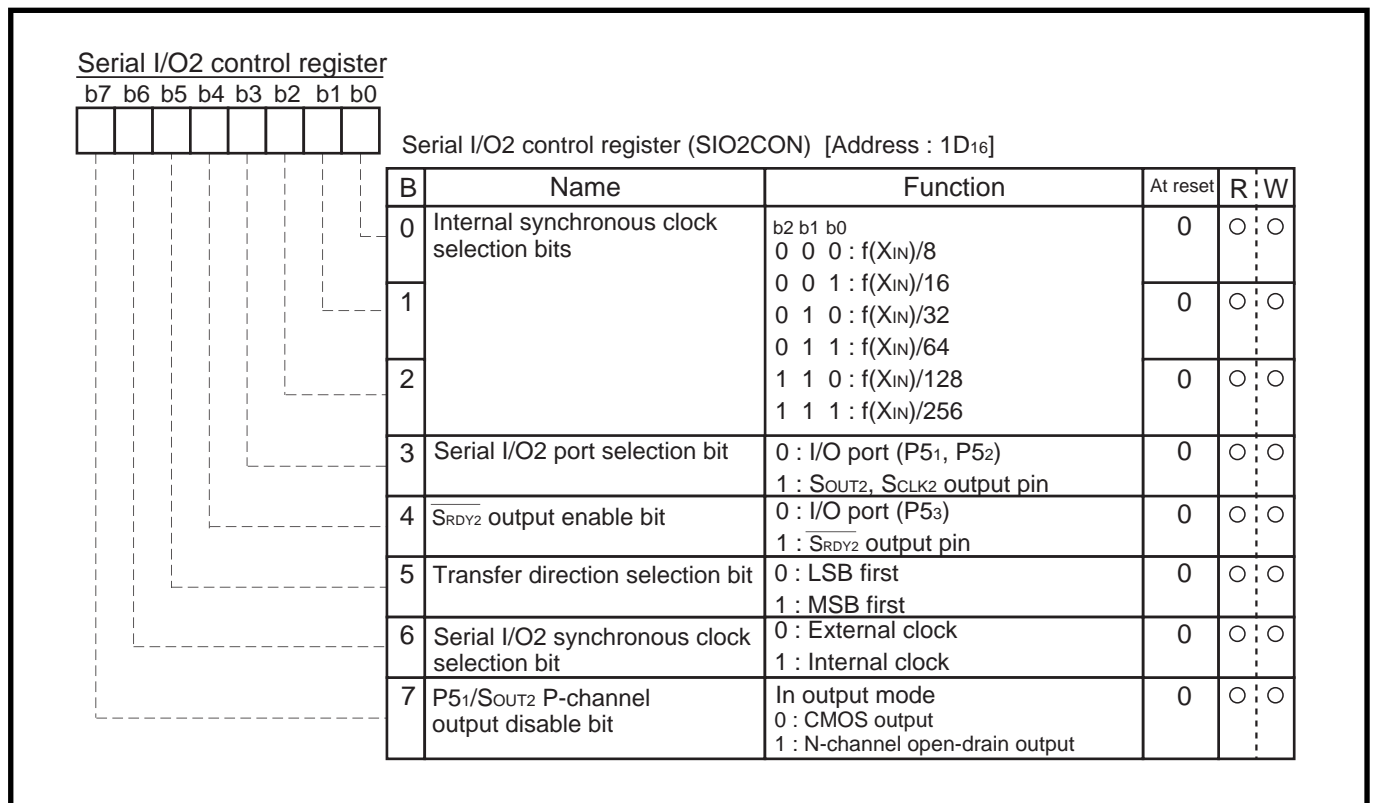 Serial I/O2 control register
b7 b6 b5 b4 b3 b2 b1 b0
Serial I/O2 control register (SIO2CON) [Address : 1D16]
B Name Function At reset R W
0 Internal synchronous clock selection bits
b2 b1 b0
0 0 0 : f(XIN)/8
0 0 1 : f(XIN)/16
0 1 0 : f(XIN)/32
0 1 1 : f(XIN)/64
1 1 0 : f(XIN)/128
1 1 1 : f(XIN)/256
0 ○ ○
1 0 ○ ○
2 0 ○ ○
3 Serial I/O2 port selection bit
0 : I/O port (P51, P52)
1 : SOUT2, SCLK2 output pin
0 ○ ○
4 SRDY2 output enable bit
0 : I/O port (P53)
1 : SRDY2 output pin
0 ○ ○
5 Transfer direction selection bit
0 : LSB first
1 : MSB first
0 ○ ○
6 Serial I/O2 synchronous clock
selection bit
0 : External clock
1 : Internal clock
0 ○ ○
7 P51/SOUT2 P-channel
output disable bit
In output mode
0 : CMOS output
1 : N-channel open-drain output
0 ○ ○